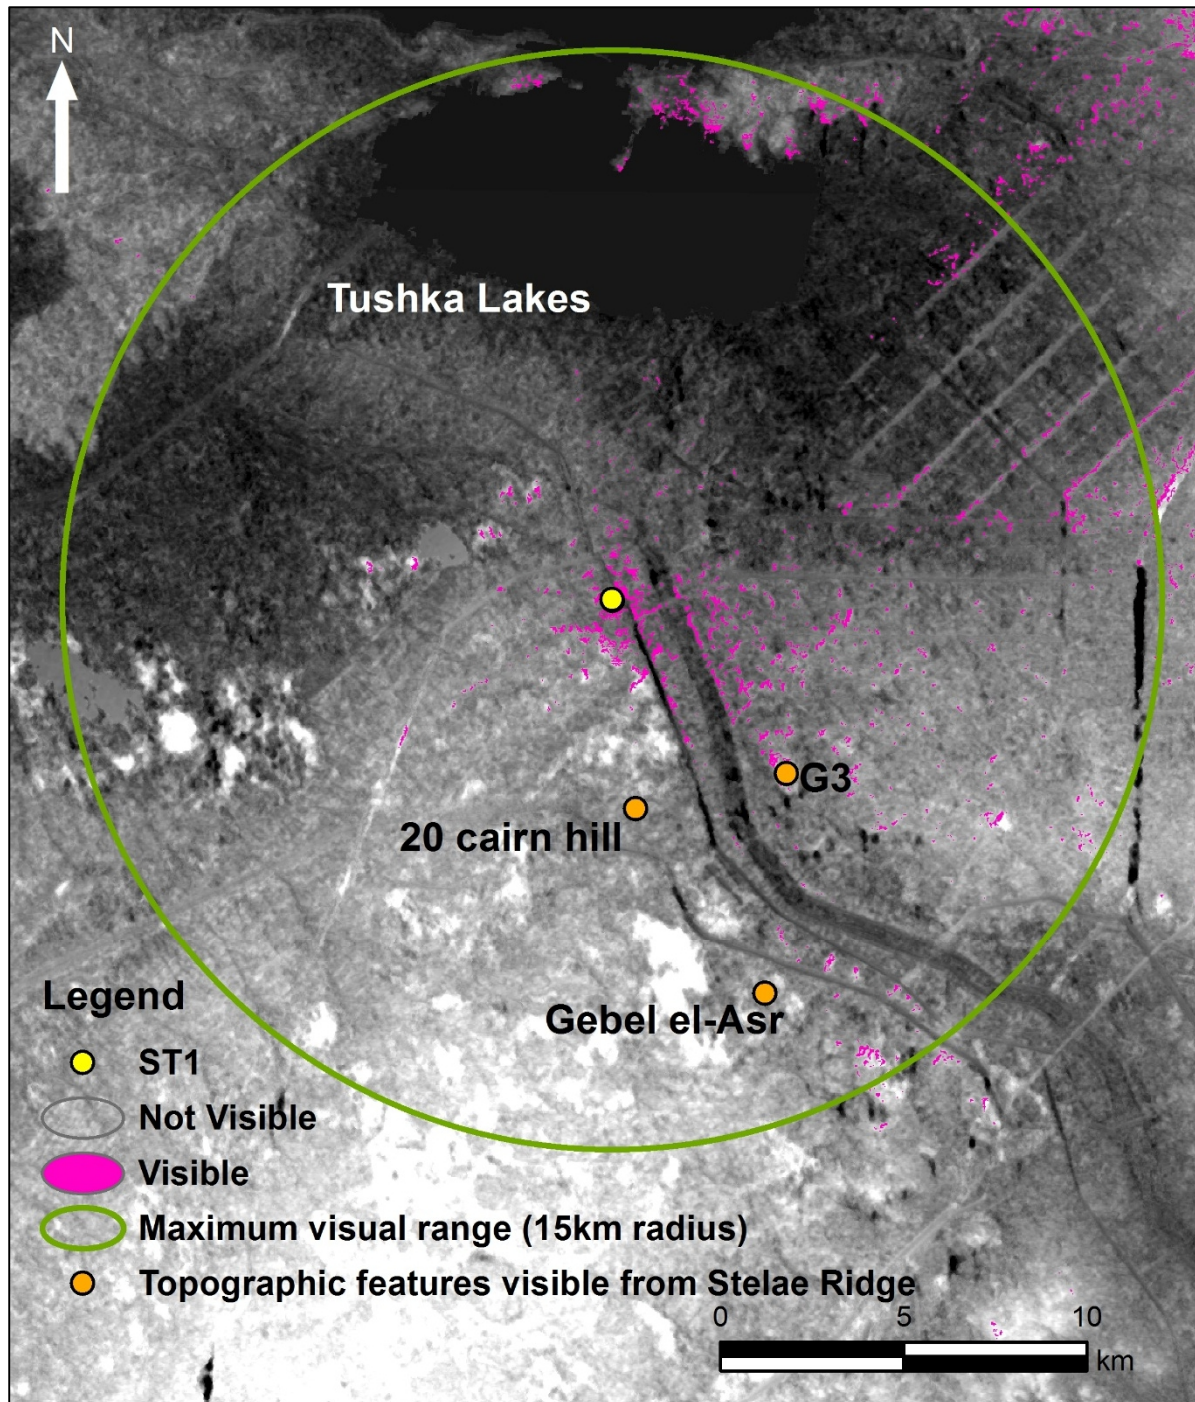 N
Tushka Lakes
G3
20 cairn hill
Gebel el-Asr
Legend
ST1
Not Visible
Visible
Maximum visual range (15km radius)
Topographic features visible from Stelae Ridge
0 5 10
km